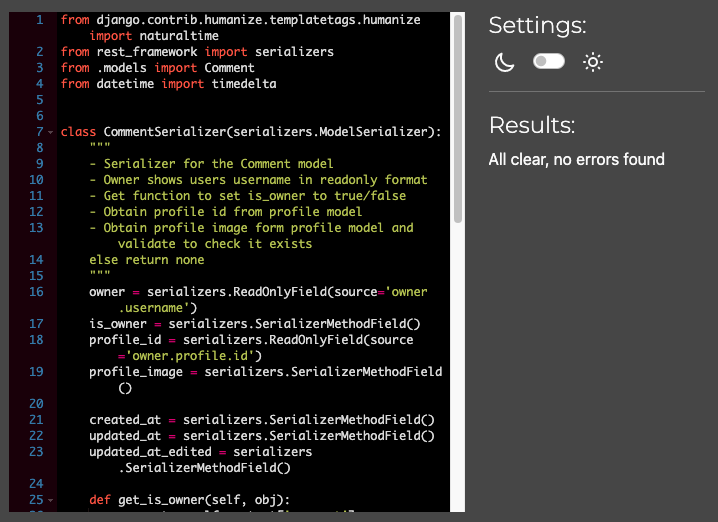 1 from django.contrib.humanize.templatetags.humanize
import naturaltime
2 from rest_framework import serializers
3 from .models import Comment
4 from datetime import timedelta
5
6
7 class CommentSerializer(serializers.ModelSerializer):
8 """
9 - Serializer for the Comment model
10 - Owner shows users username in readonly format
11 - Get function to set is_owner to true/false
12 - Obtain profile id from profile model
13 - Obtain profile image form profile model and
validate to check it exists
14 else return none
15 """
16 owner = serializers.ReadOnlyField(source='owner
.username')
17 is_owner = serializers.SerializerMethodField()
18 profile_id = serializers.ReadOnlyField(source
='owner.profile.id')
19 profile_image = serializers.SerializerMethodField
()
20
21 created_at = serializers.SerializerMethodField()
22 updated_at = serializers.SerializerMethodField()
23 updated_at_edited = serializers
.SerializerMethodField()
24
25 def get_is_owner(self, obj):
Settings:
Results:
All clear, no errors found